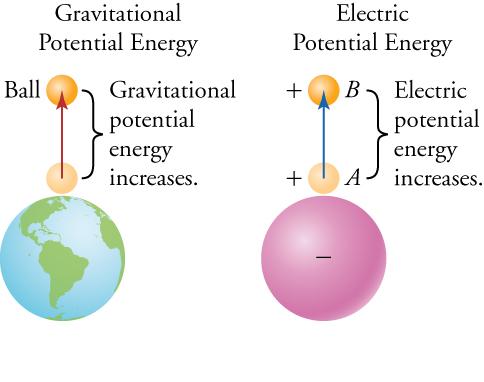 Gravitational
Potential Energy
Ball
Gravitational
potential
energy
increases.
Electric
Potential Energy
+ B
+ A
Electric
potential
energy
increases.
−